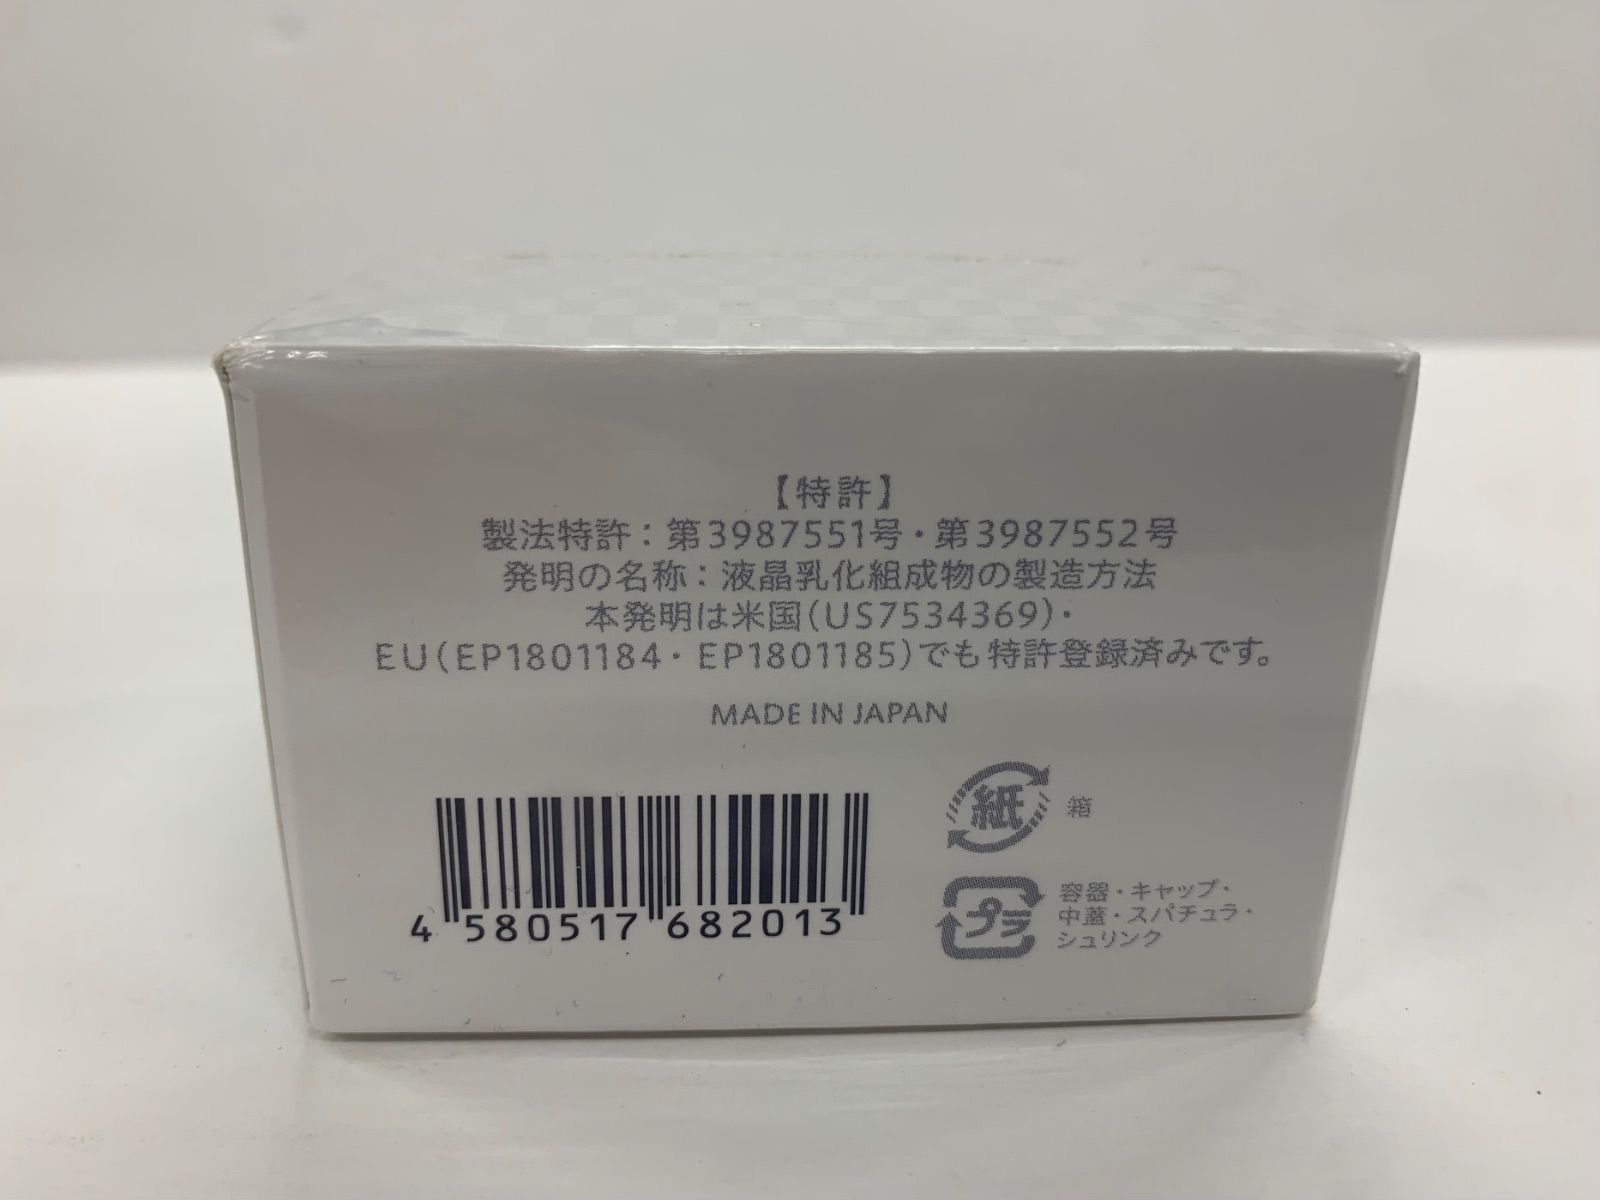 【特許】
製法特許：第3987551号・第3987552号
発明の名称：液晶乳化組成物の製造方法
本発明は米国(US7534369)・
EU(EP1801184・EP1801185)でも特許登録済みです。
MADE IN JAPAN
紙 箱
プラ 容器・キャップ・
中蓋・スパチュラ・
シュリンク
4 580517 682013